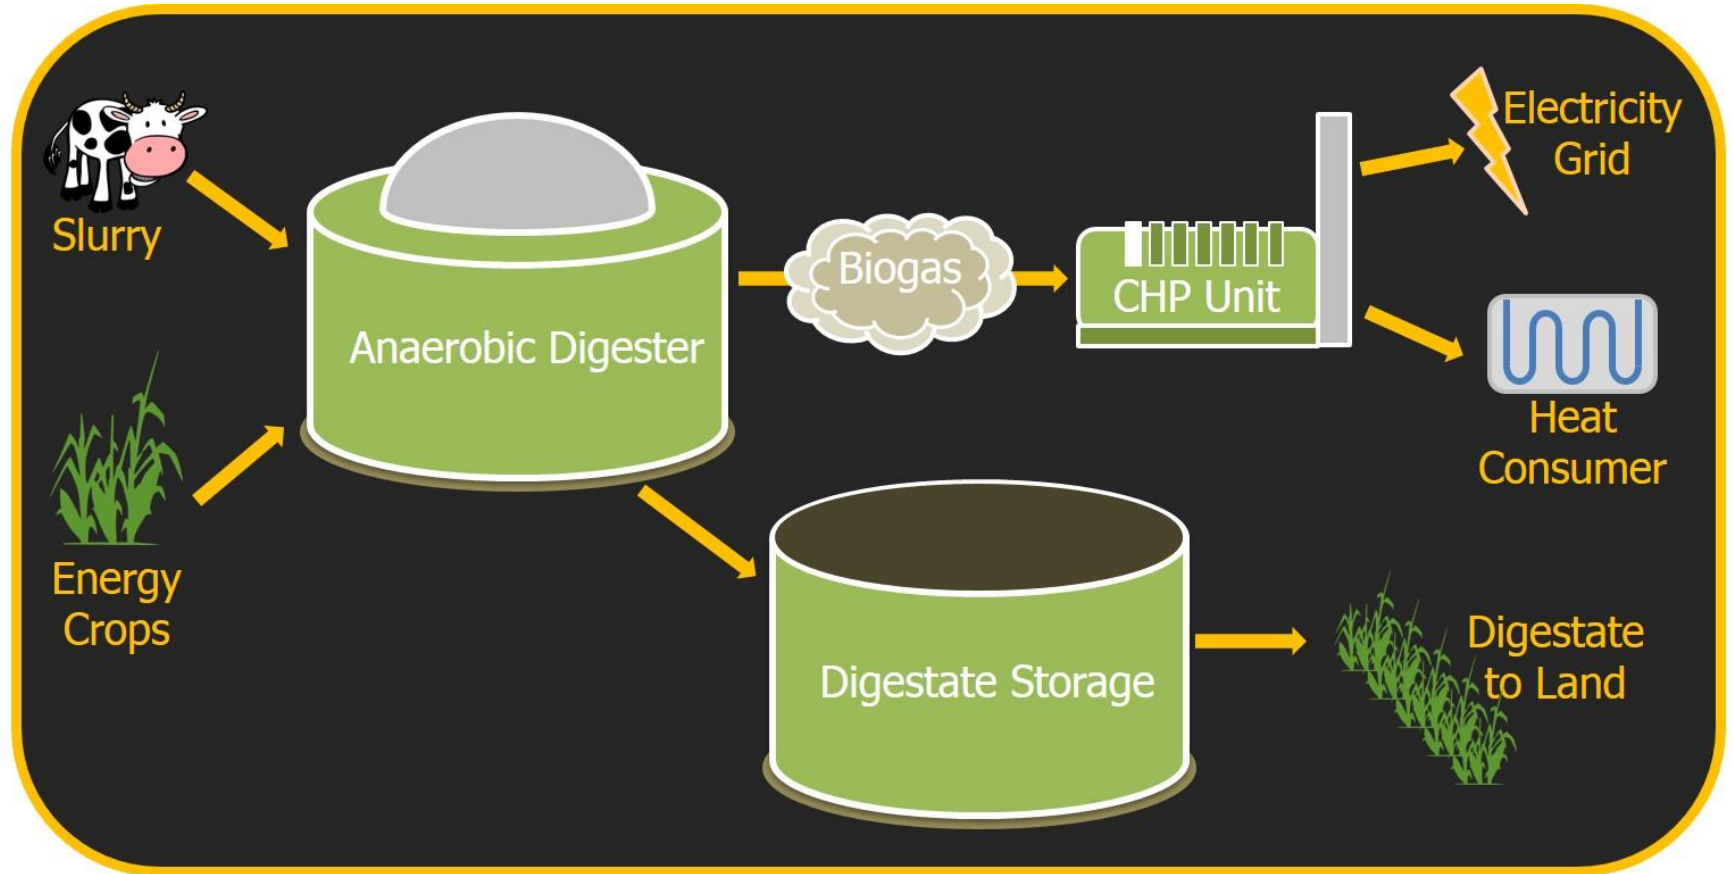 Slurry
Energy
Crops
Anaerobic Digester
Biogas
CHP Unit
Electricity
Grid
Heat
Consumer
Digestate Storage
Digestate
to Land